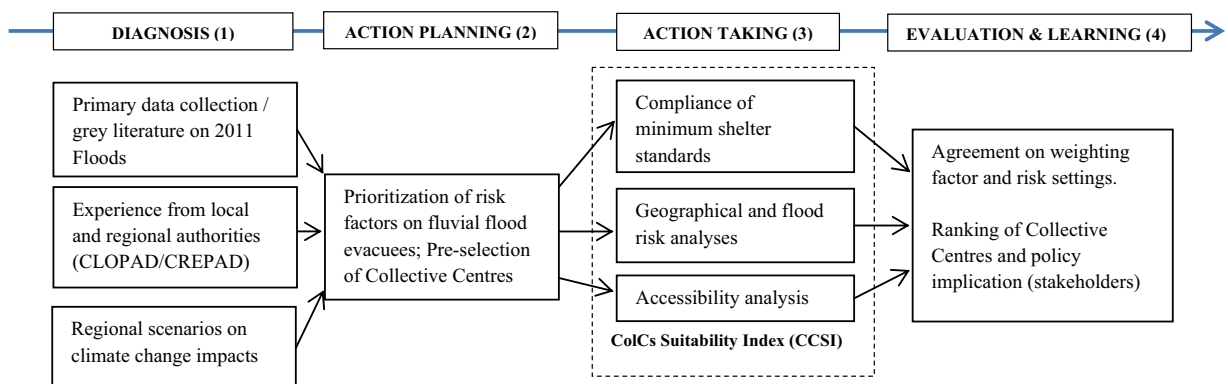 DIAGNOSIS (1)
ACTION PLANNING (2)
ACTION TAKING (3)
EVALUATION & LEARNING (4)
Primary data collection /
grey literature on 2011
Floods
Experience from local
and regional authorities
(CLOPAD/CREPAD)
Regional scenarios on
climate change impacts
Prioritization of risk
factors on fluvial flood
evacuees; Pre-selection
of Collective Centres
Compliance of
minimum shelter
standards
Geographical and flood
risk analyses
Accessibility analysis
ColCs Suitability Index (CCSI)
Agreement on weighting
factor and risk settings.
Ranking of Collective
Centres and policy
implication (stakeholders)